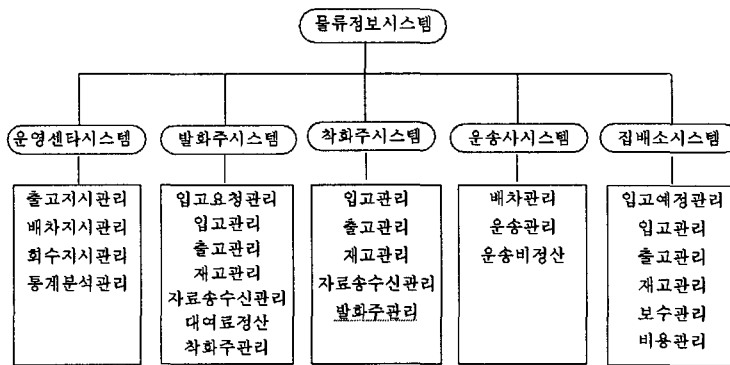 물류정보시스템
운영센타시스템
발화주시스템
착화주시스템
운송사시스템
집배소시스템
출고지시관리
배차지시관리
회수지시관리
통계분석관리
입고요청관리
입고관리
출고관리
재고관리
자료송수신관리
대여료정산
착화주관리
입고관리
출고관리
재고관리
자료송수신관리
발화주관리
배차관리
운송관리
운송비정산
입고예정관리
입고관리
출고관리
재고관리
보수관리
비용관리